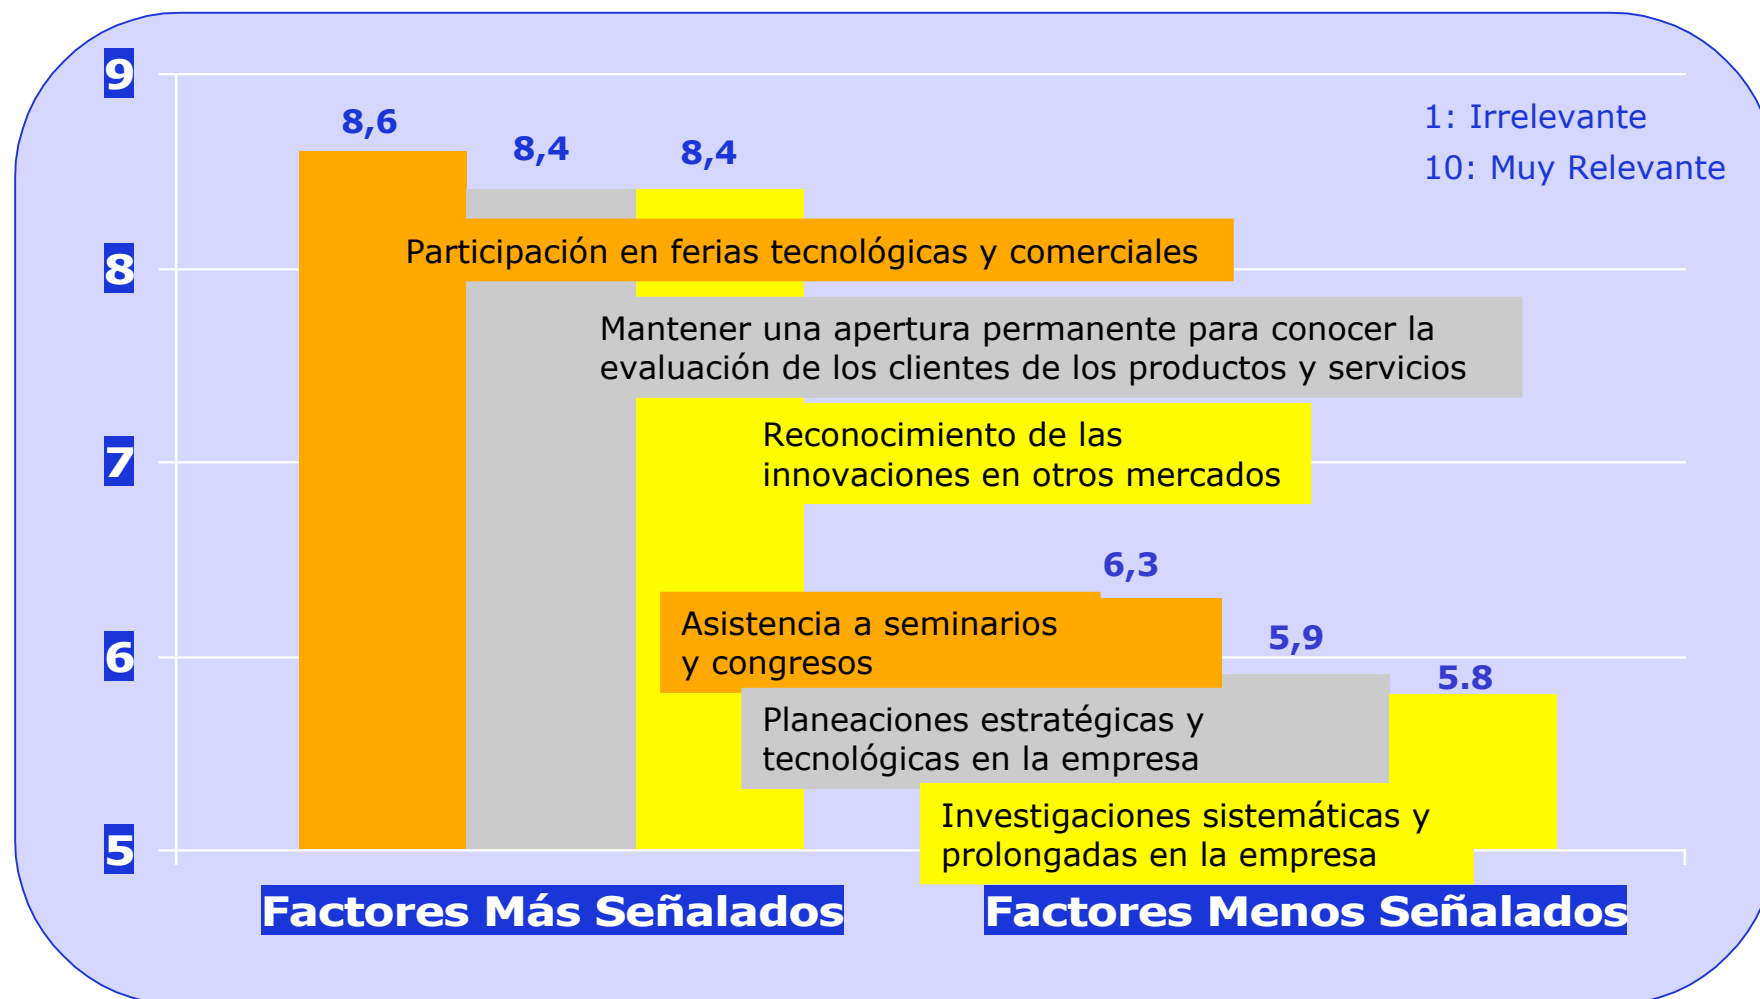 9
8,6
8,4
8,4
1: Irrelevante
10: Muy Relevante
Participación en ferias tecnológicas y comerciales
8
Mantener una apertura permanente para conocer la
evaluación de los clientes de los productos y servicios
Reconocimiento de las
innovaciones en otros mercados
7
6,3
Asistencia a seminarios
y congresos
5,9
6
5.8
Planeaciones estratégicas y
tecnológicas en la empresa
Investigaciones sistemáticas y
prolongadas en la empresa
5
Factores Más Señalados
Factores Menos Señalados